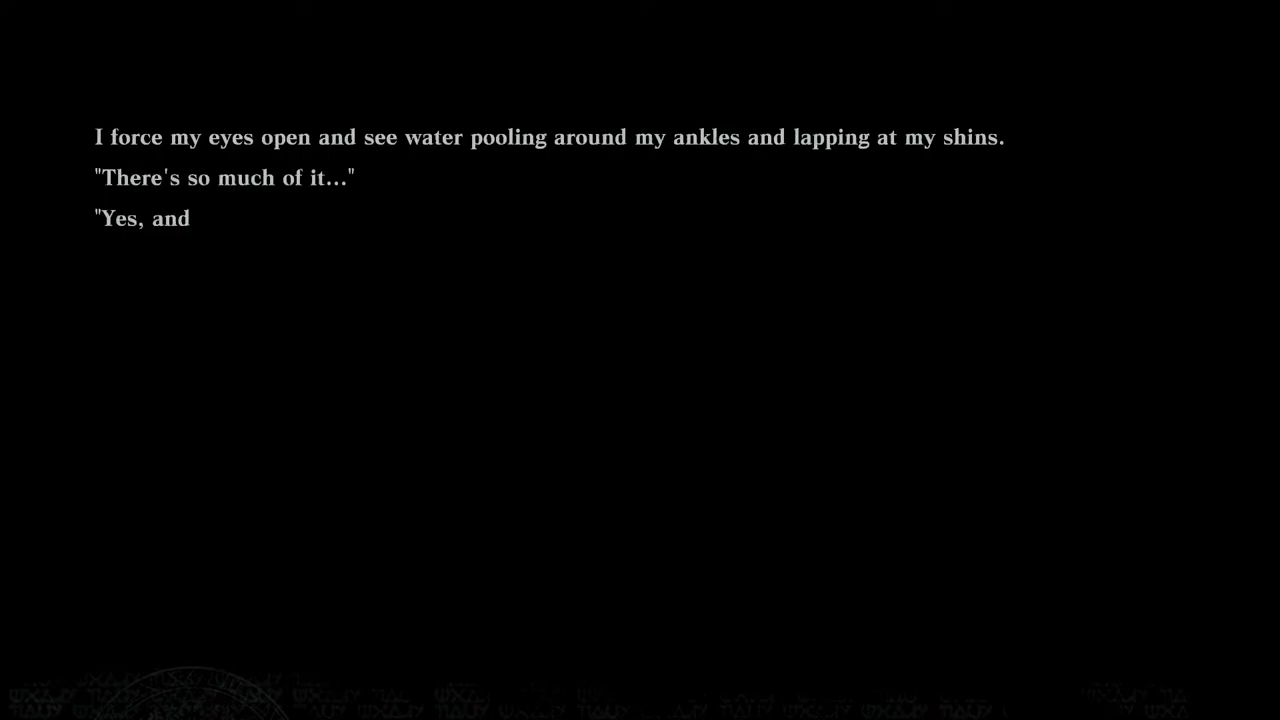 I force my eyes open and see water pooling around my ankles and lapping at my shins.
"There's so much of it..."
"Yes, and